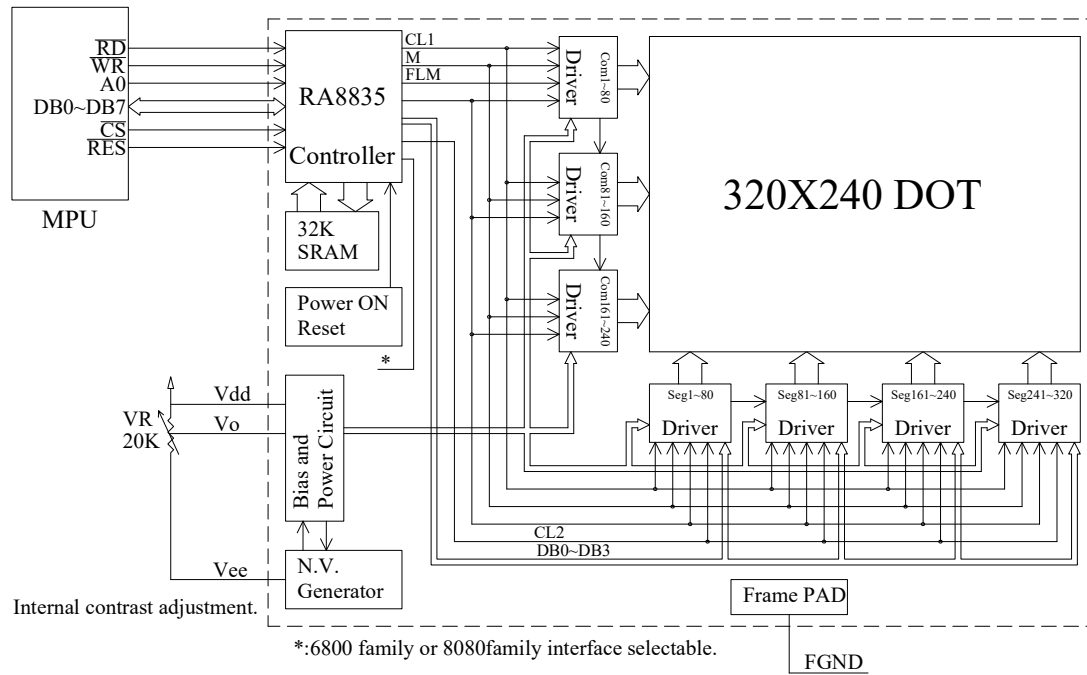 RD
WR
A0
DB0~DB7
CS
RES
MPU
RA8835
Controller
32K
SRAM
Power ON
Reset
*
CL1
M
FLM
Driver
Com1~80
Driver
Com81~160
Driver
Com161~240
320X240 DOT
Vdd
VR
20K
Vo
Bias and
Power Circuit
Vee
N.V.
Generator
Seg1~80
Driver
Seg81~160
Driver
Seg161~240
Driver
Seg241~320
Driver
CL2
DB0~DB3
Internal contrast adjustment.
Frame PAD
*:6800 family or 8080family interface selectable.
FGND